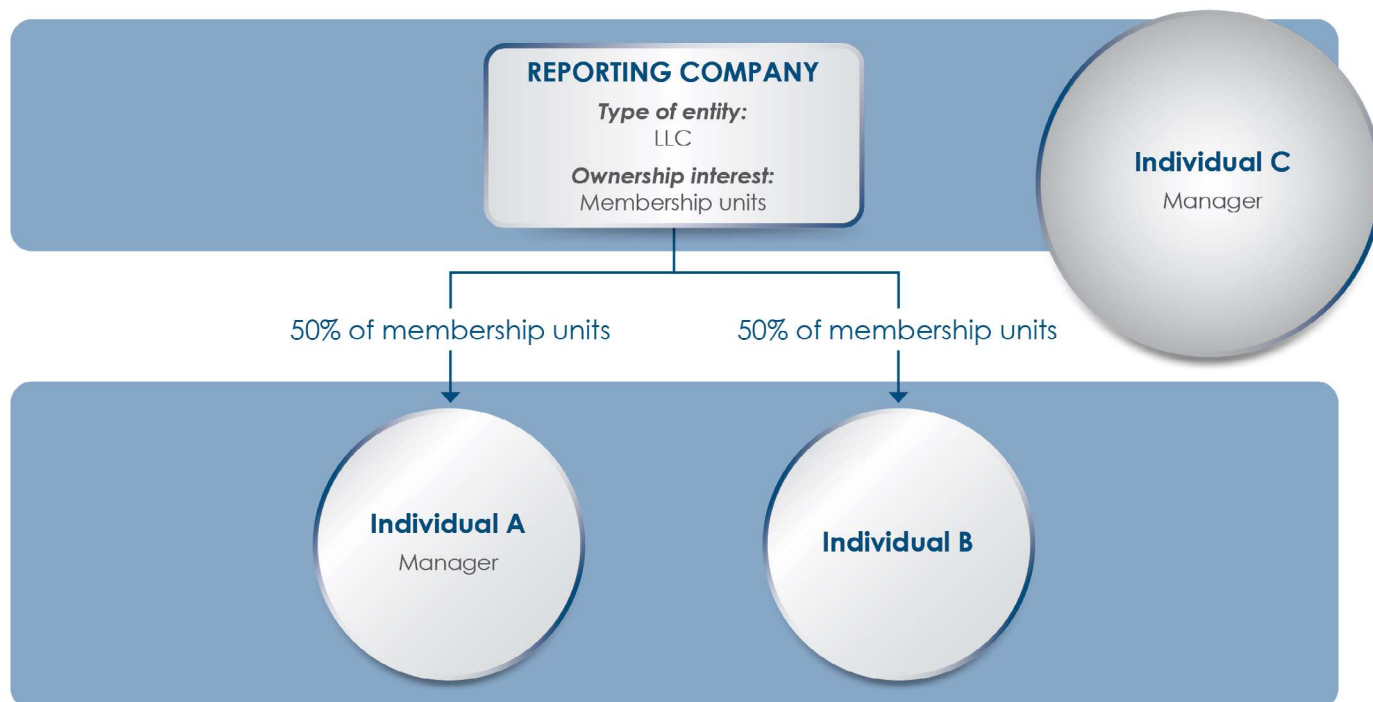 REPORTING COMPANY
Type of entity:
LLC
Ownership interest:
Membership units
Individual C
Manager
50% of membership units
50% of membership units
Individual A
Manager
Individual B